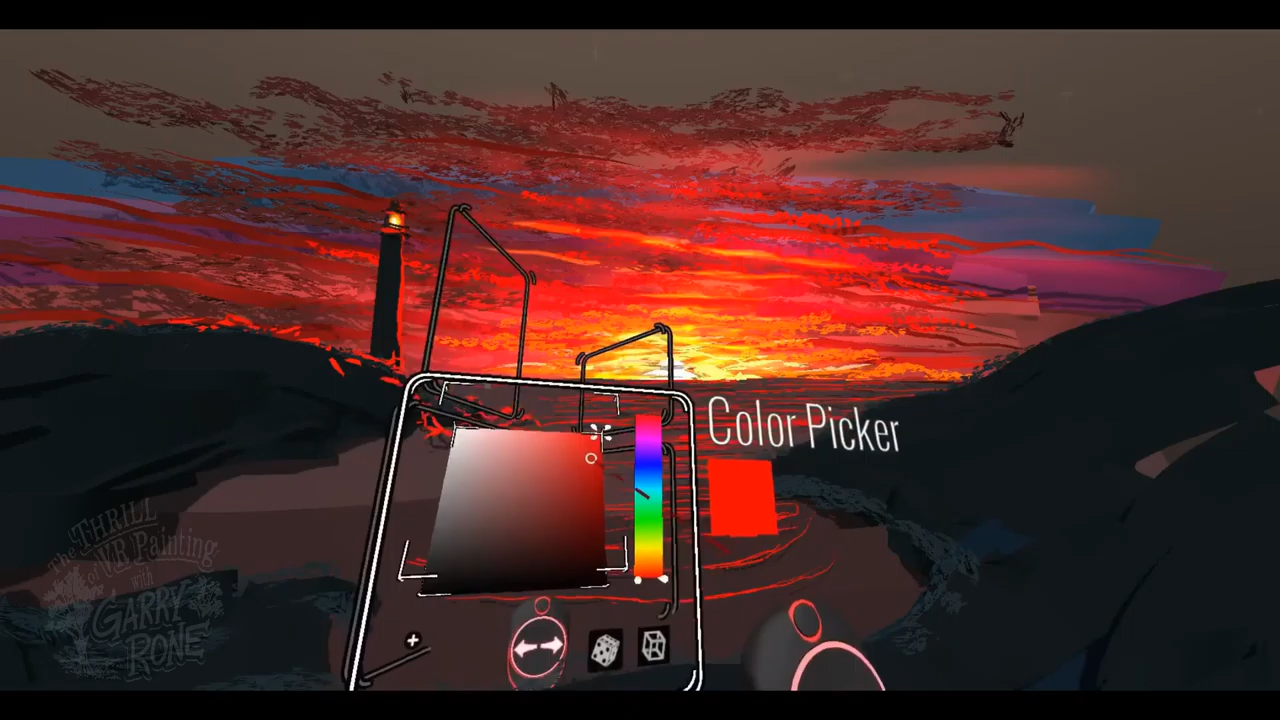 Color Picker
The THRILL
of VR Painting
with
GARRY
RONE